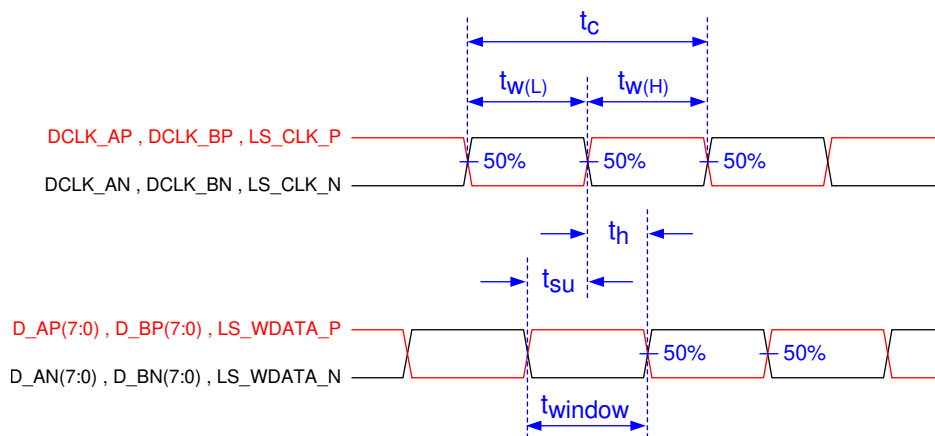 tc
tw(L) tw(H)
DCLK_AP , DCLK_BP , LS_CLK_P
50% 50% 50%
DCLK_AN , DCLK_BN , LS_CLK_N
th
tsu
D_AP(7:0) , D_BP(7:0) , LS_WDATA_P
50% 50%
D_AN(7:0) , D_BN(7:0) , LS_WDATA_N
twindow